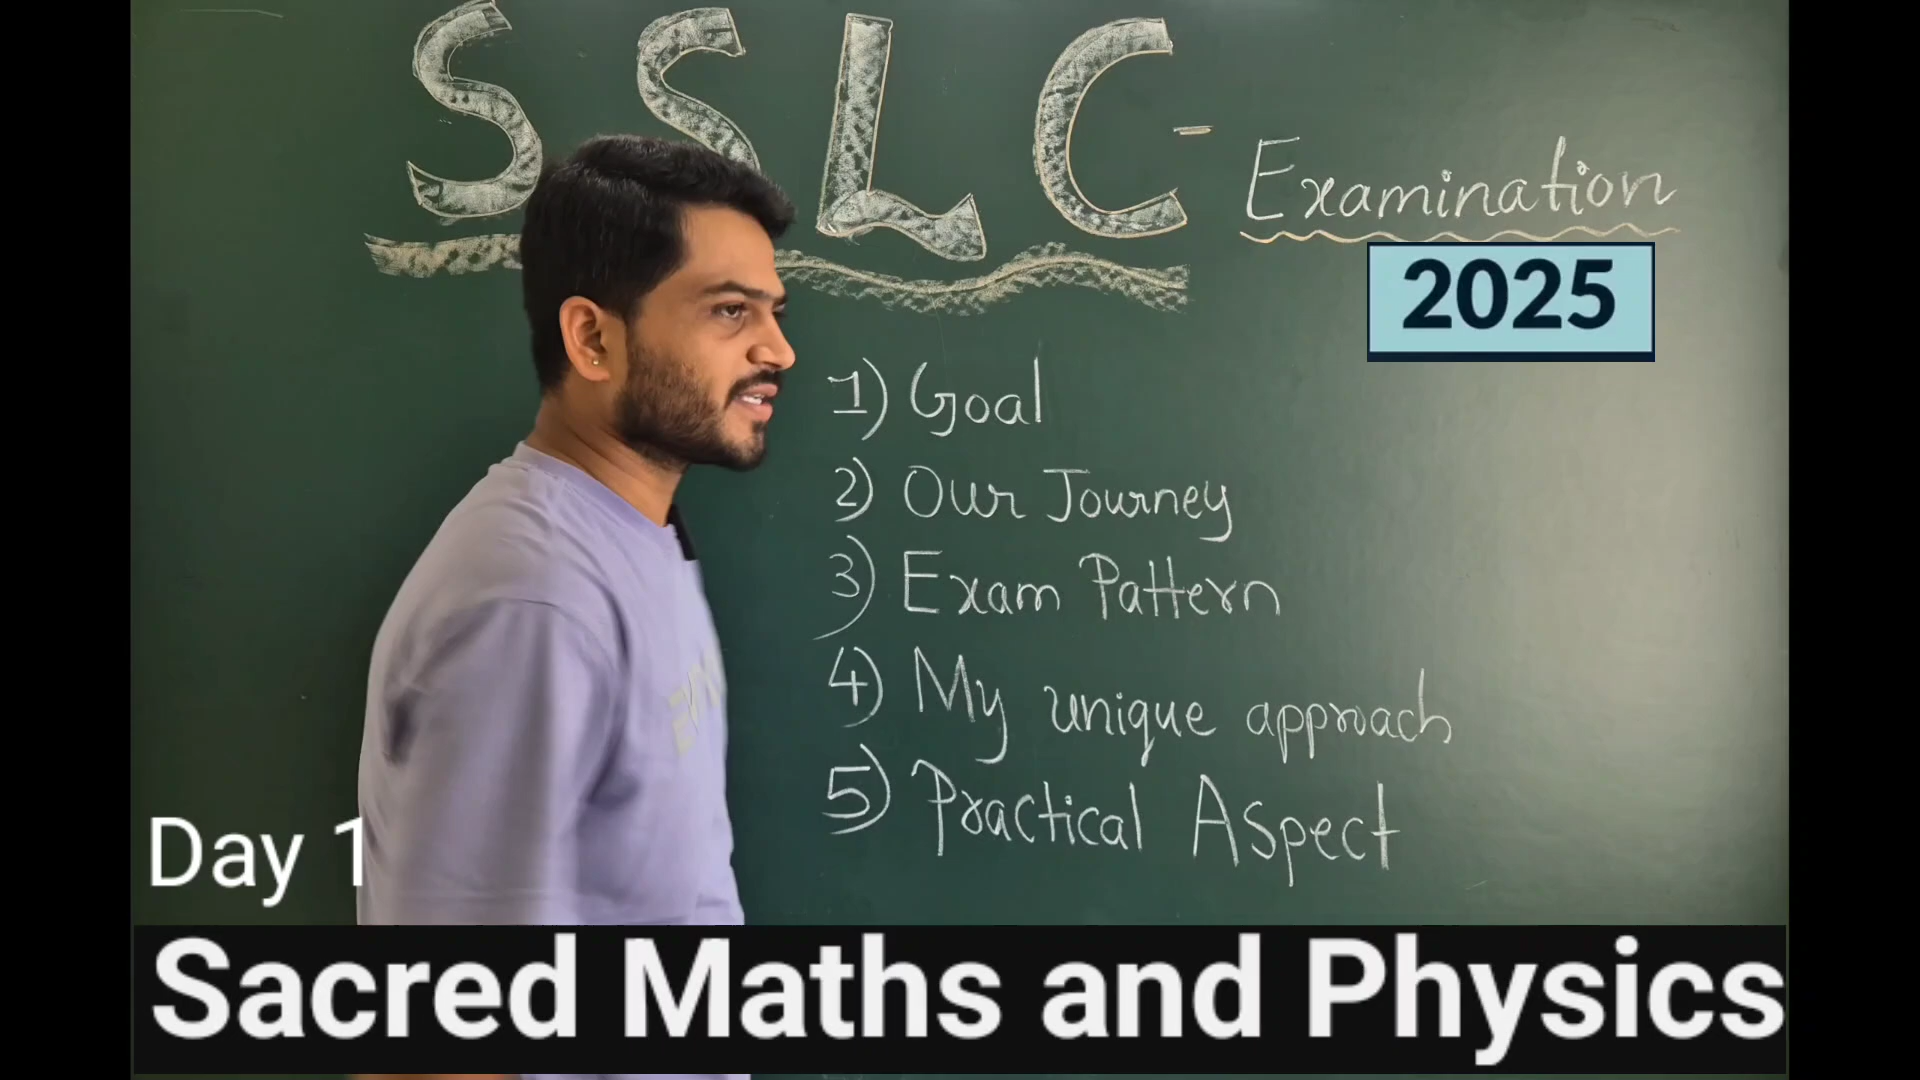 SSLC-
Examination
2025
1) Goal
2) Our Journey
3) Exam Pattern
4) My unique approach
5) Practical Aspect
Day 1
Sacred Maths and Physics